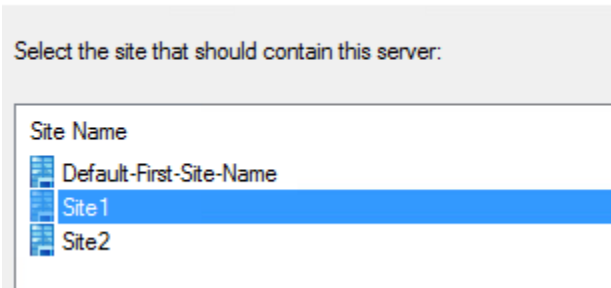 Select the site that should contain this server:
Site Name
Default-First-Site-Name
Site1
Site2